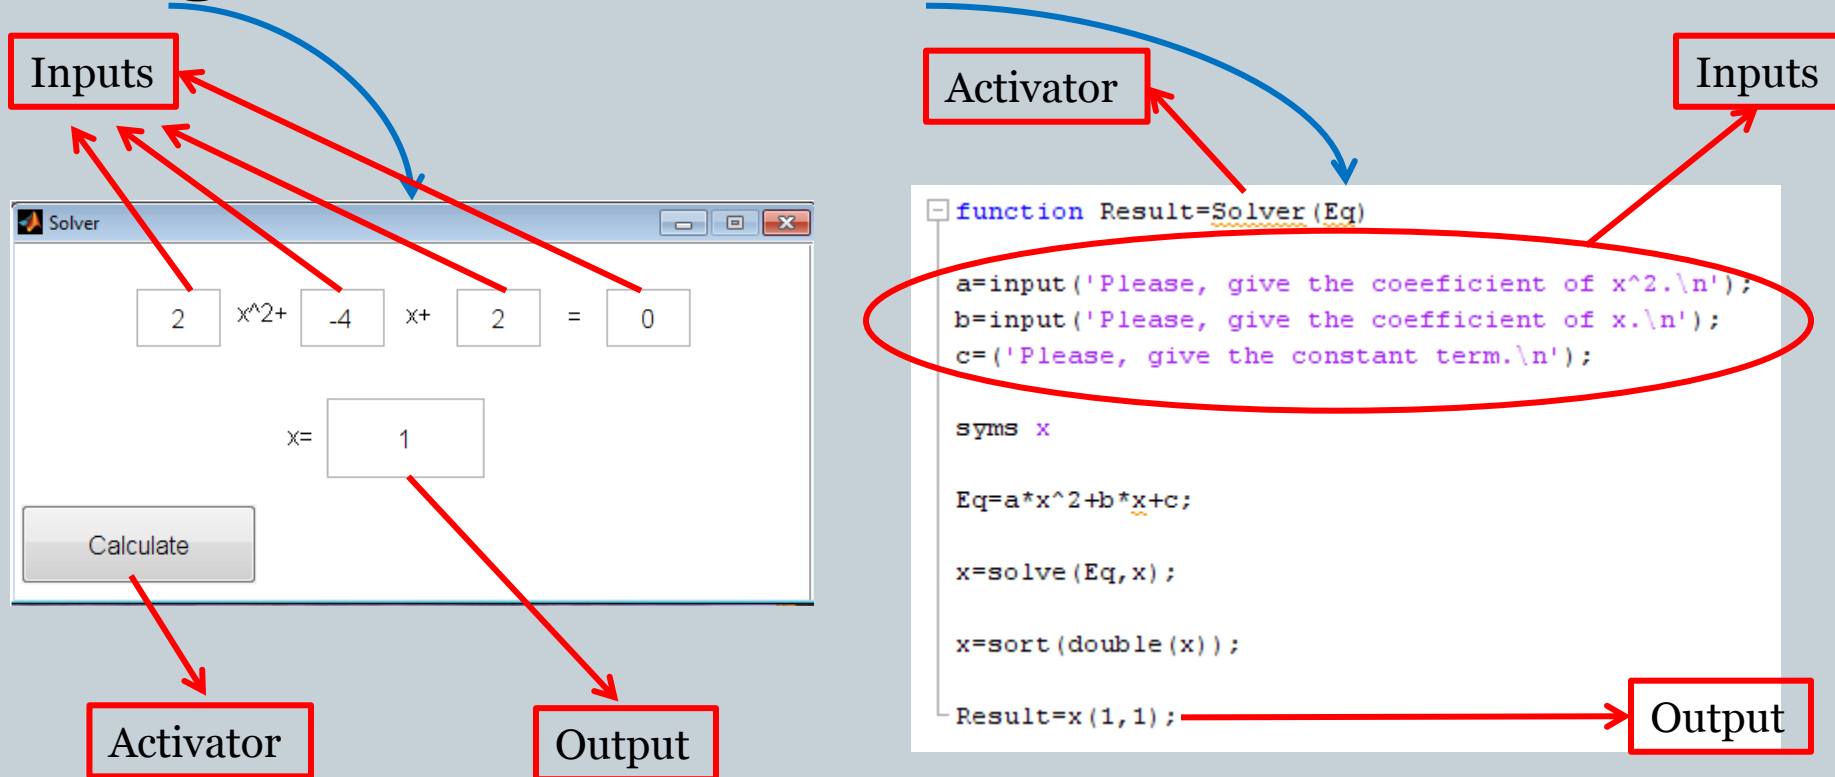 Inputs
Solver
2 x^2+ -4 x+ 2 = 0
x= 1
Calculate
Activator
Output
Activator
Inputs
function Result=Solver(Eq)
a=input('Please, give the coeeficient of x^2.\n');
b=input('Please, give the coefficient of x.\n');
c=('Please, give the constant term.\n');
syms x
Eq=a*x^2+b*x+c;
x=solve(Eq,x);
x=sort(double(x));
Result=x(1,1);
Output